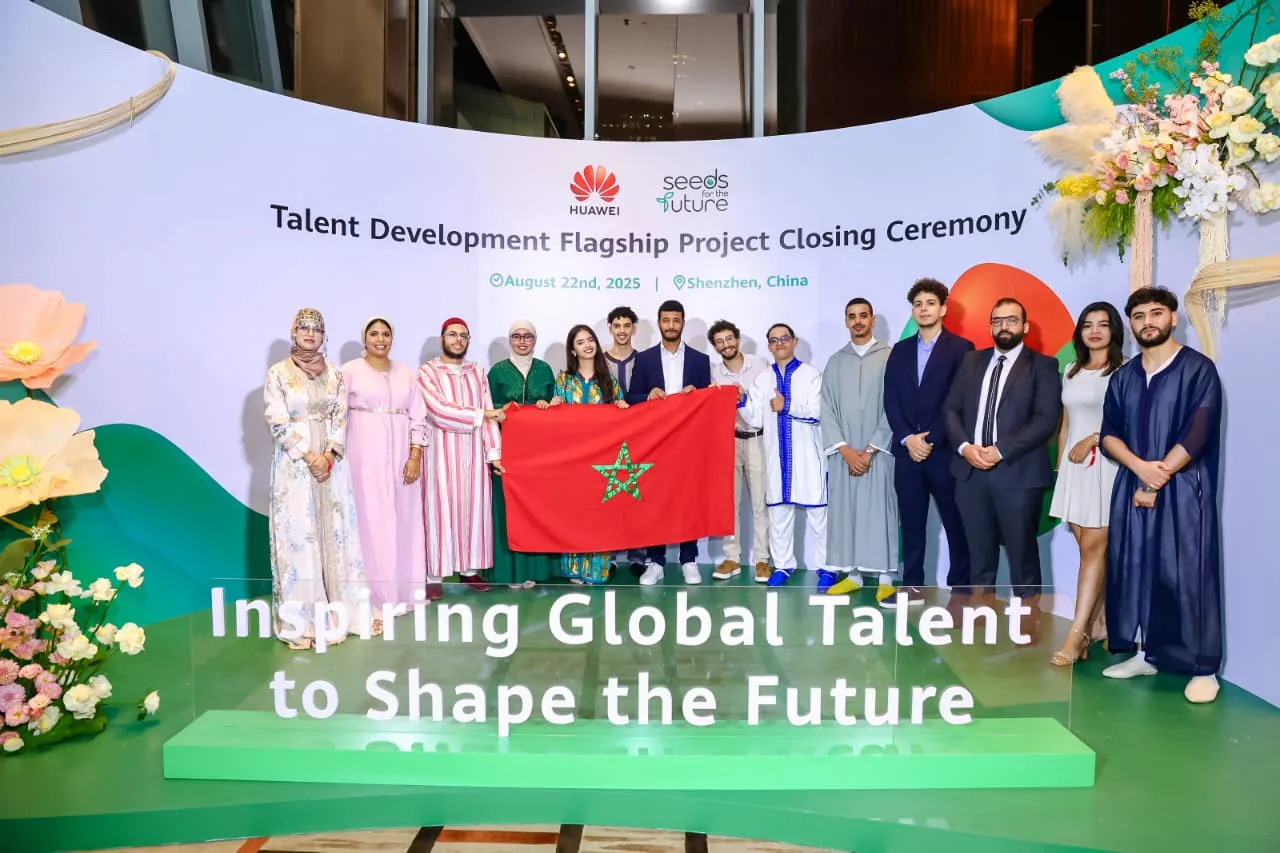 HUAWEI
seeds
for the
future
Talent Development Flagship Project Closing Ceremony
August 22nd, 2025 | Shenzhen, China
Inspiring Global Talent
to Shape the Future